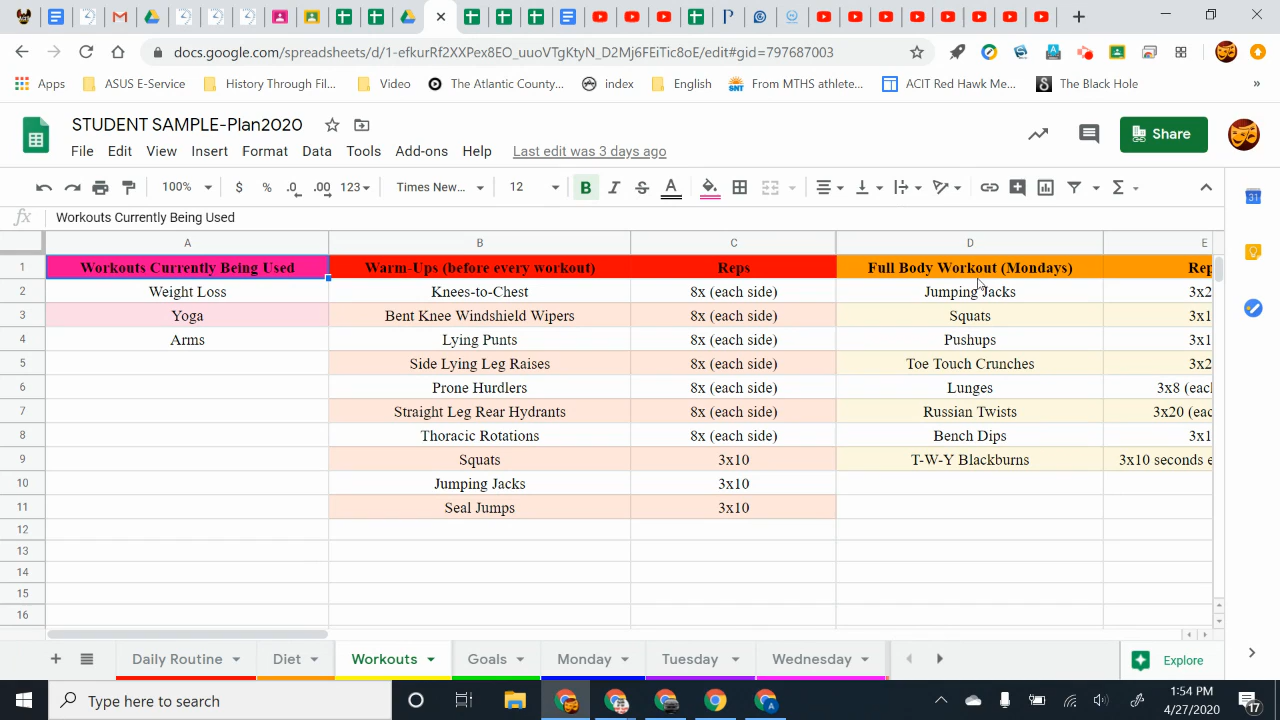 docs.google.com/spreadsheets/d/1-efkurRf2XXPex8EO_uuoVTgKtyN_D2Mj6FEiTic8oE/edit#gid=797687003
Apps ASUS E-Service History Through Fil... Video The Atlantic County... index English From MTHS athlete... ACIT Red Hawk Me... The Black Hole »
STUDENT SAMPLE-Plan2020
Share
File Edit View Insert Format Data Tools Add-ons Help Last edit was 3 days ago
100% $ % .0 .00 123 Times New... 12 B I S A Σ
fx Workouts Currently Being Used
A B C D E
1 Workouts Currently Being Used Warm-Ups (before every workout) Reps Full Body Workout (Mondays) Rep
2 Weight Loss Knees-to-Chest 8x (each side) Jumping Jacks 3x2
3 Yoga Bent Knee Windshield Wipers 8x (each side) Squats 3x1
4 Arms Lying Punts 8x (each side) Pushups 3x1
5 Side Lying Leg Raises 8x (each side) Toe Touch Crunches 3x2
6 Prone Hurdlers 8x (each side) Lunges 3x8 (eac
7 Straight Leg Rear Hydrants 8x (each side) Russian Twists 3x20 (eac
8 Thoracic Rotations 8x (each side) Bench Dips 3x1
9 Squats 3x10 T-W-Y Blackburns 3x10 seconds e
10 Jumping Jacks 3x10
11 Seal Jumps 3x10
12
13
14
15
16
+ Daily Routine Diet Workouts Goals Monday Tuesday Wednesday Explore
Type here to search
1:54 PM
4/27/2020
17
31